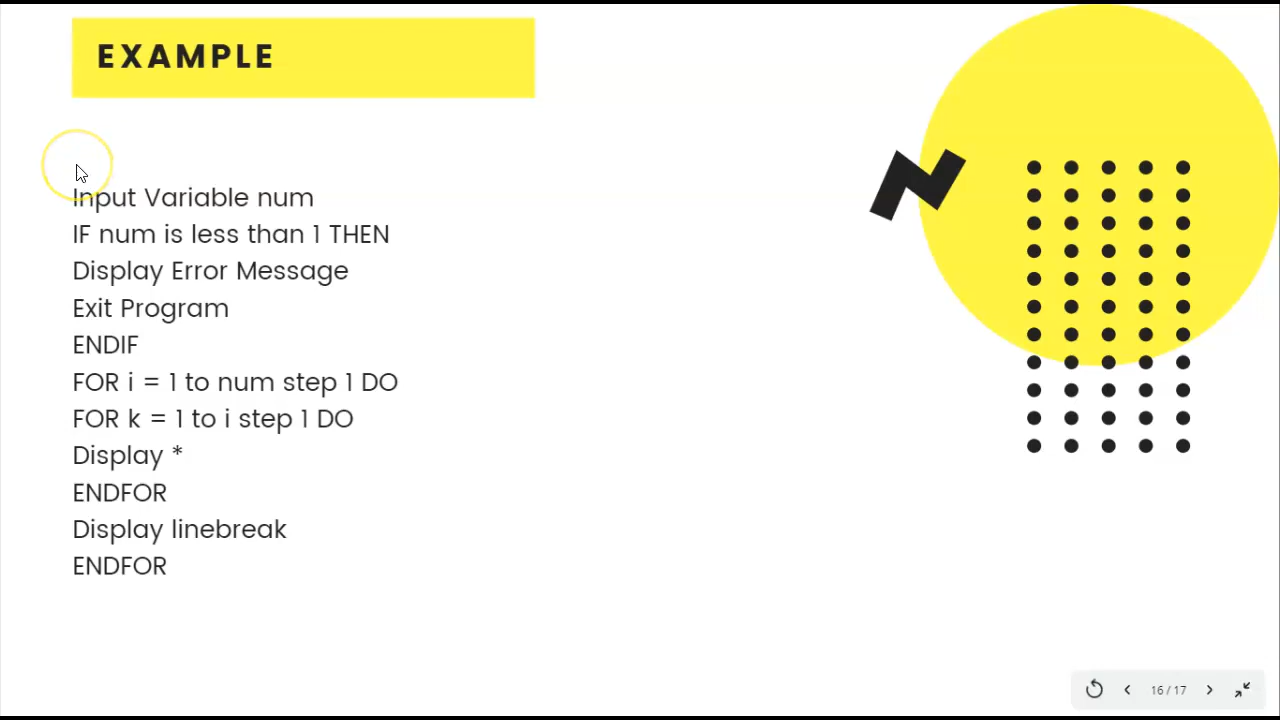 EXAMPLE
Input Variable num
IF num is less than 1 THEN
Display Error Message
Exit Program
ENDIF
FOR i = 1 to num step 1 DO
FOR k = 1 to i step 1 DO
Display *
ENDFOR
Display linebreak
ENDFOR
16 / 17